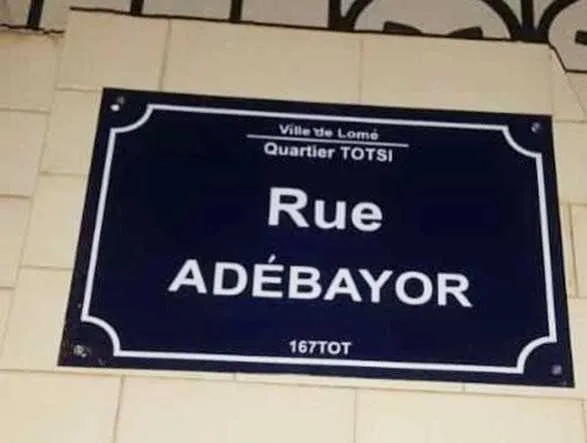 Ville de Lomé
Quartier TOTSI
Rue
ADÉBAYOR
167TOT